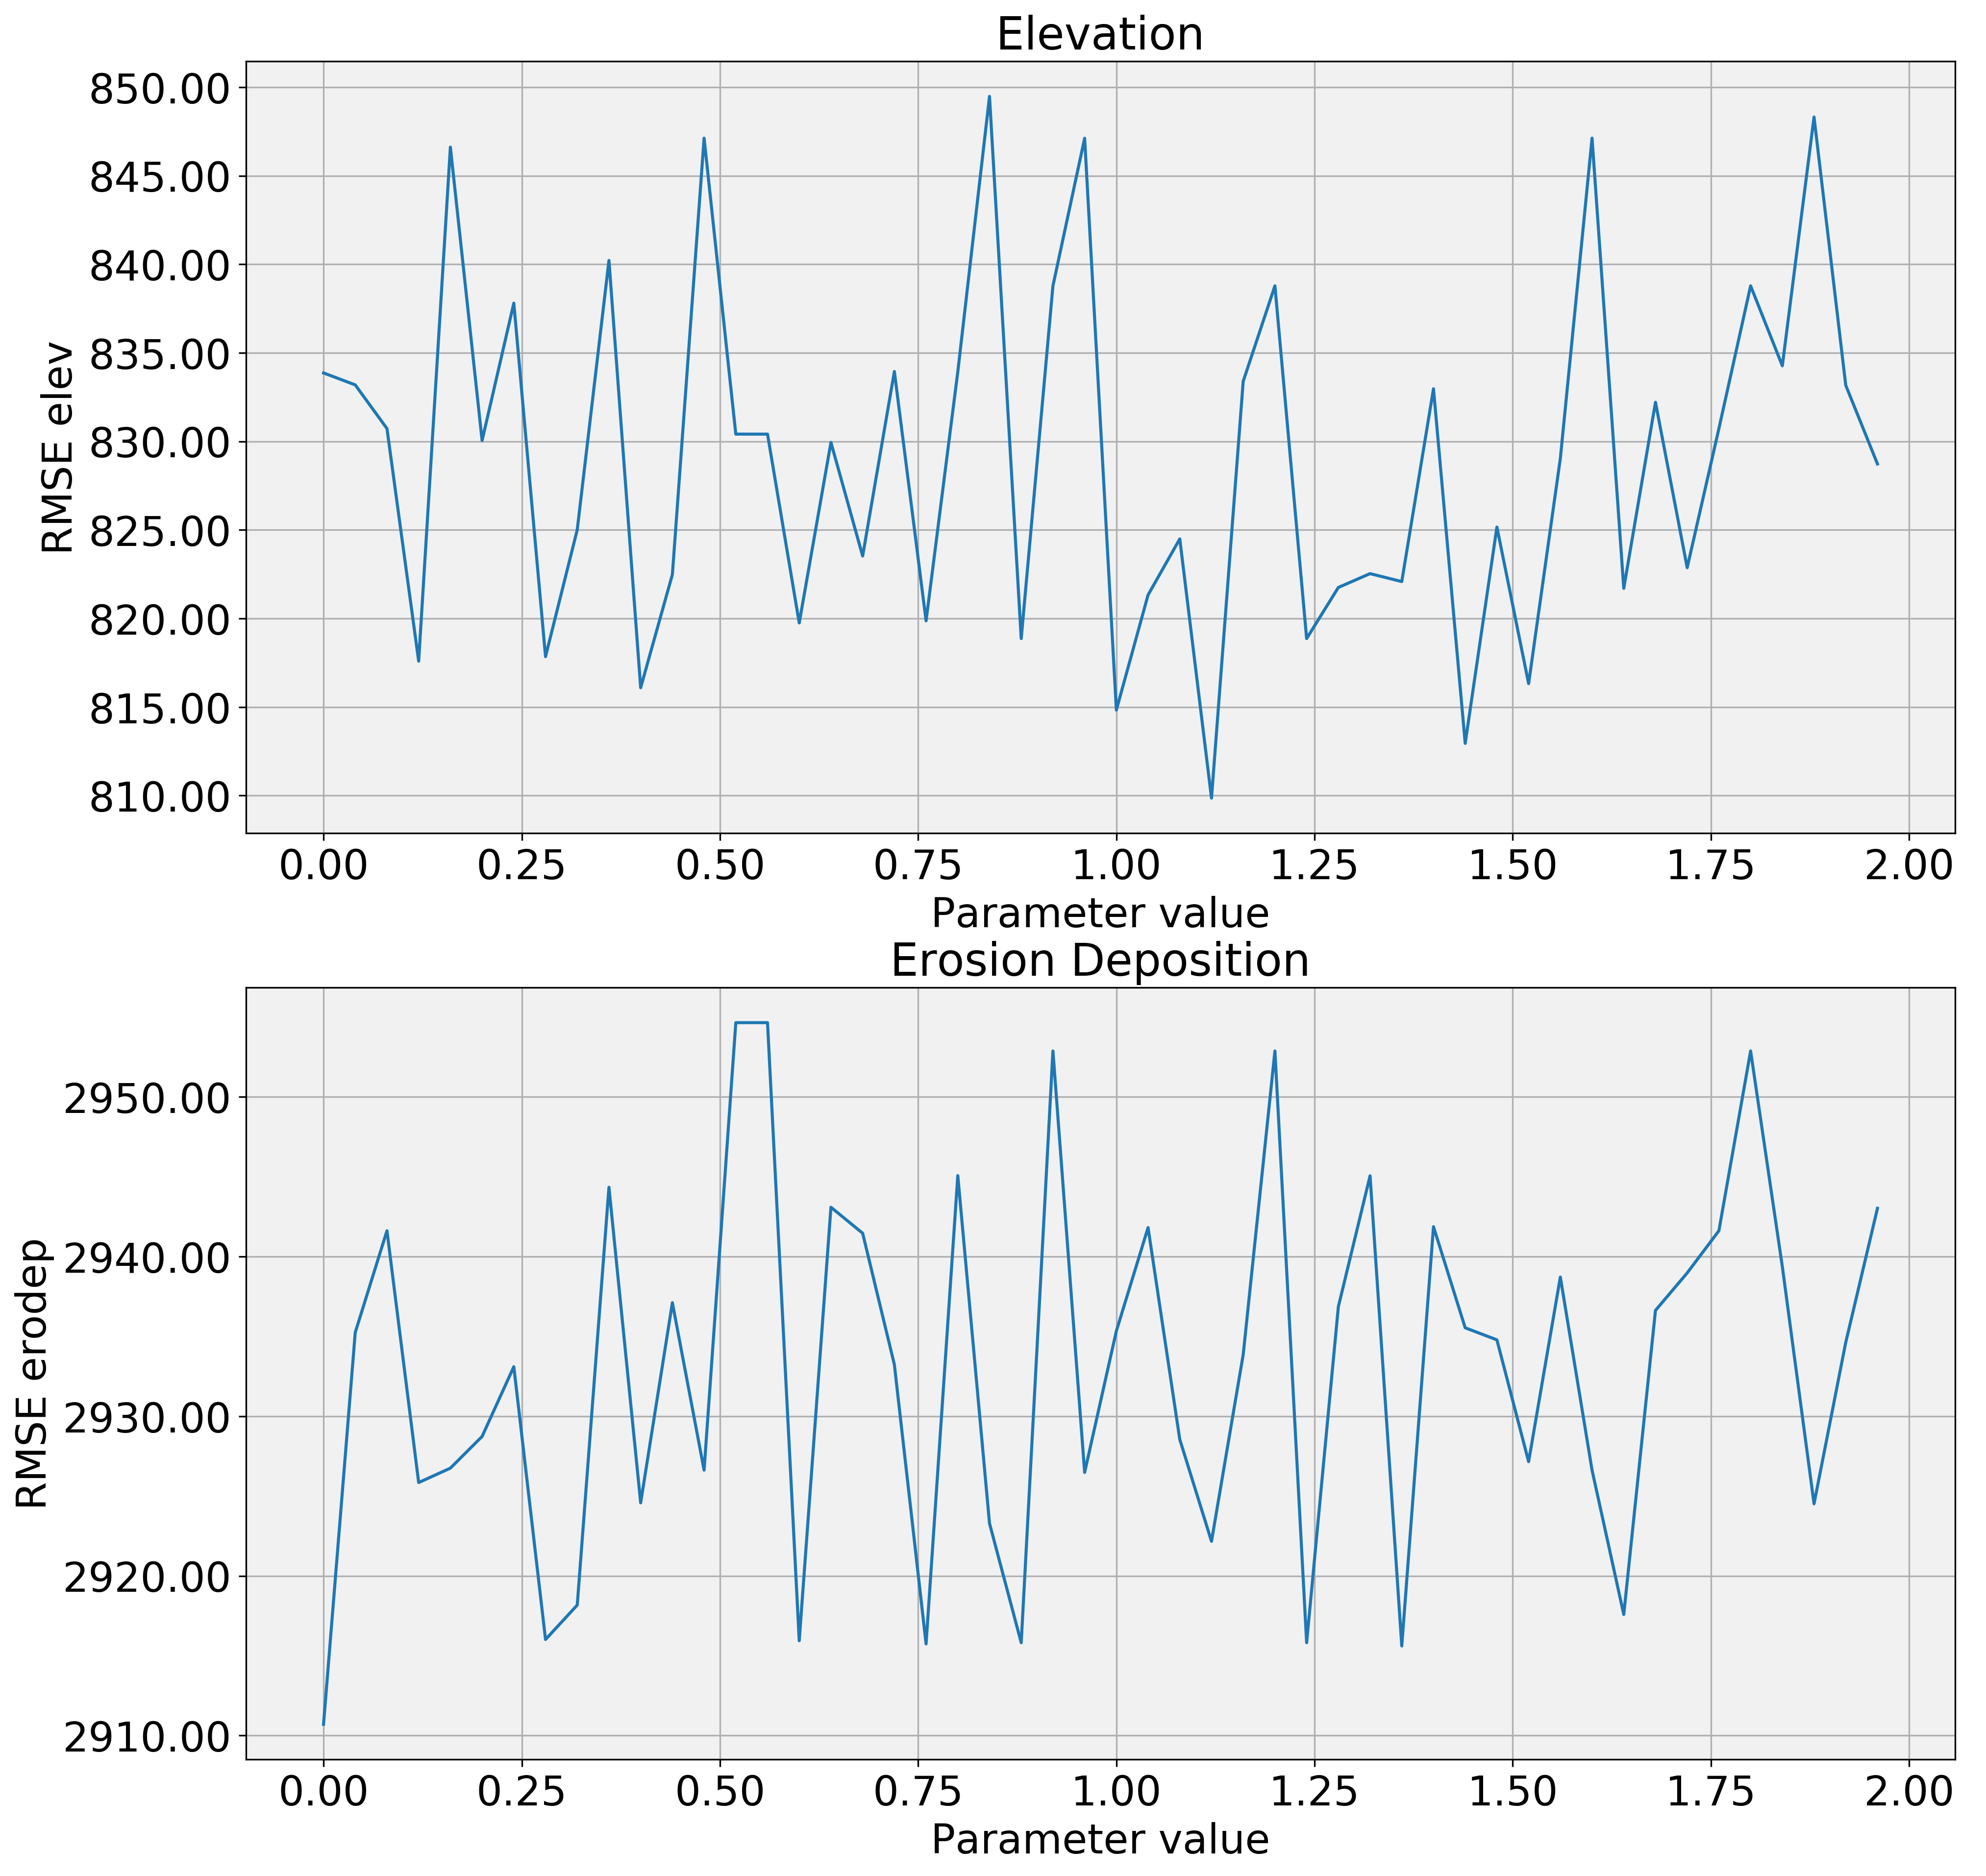 Elevation
850.00
845.00
840.00
835.00
830.00
825.00
820.00
815.00
810.00
RMSE elev
0.00 0.25 0.50 0.75 1.00 1.25 1.50 1.75 2.00
Parameter value
Erosion Deposition
2950.00
2940.00
2930.00
2920.00
2910.00
RMSE erodep
0.00 0.25 0.50 0.75 1.00 1.25 1.50 1.75 2.00
Parameter value